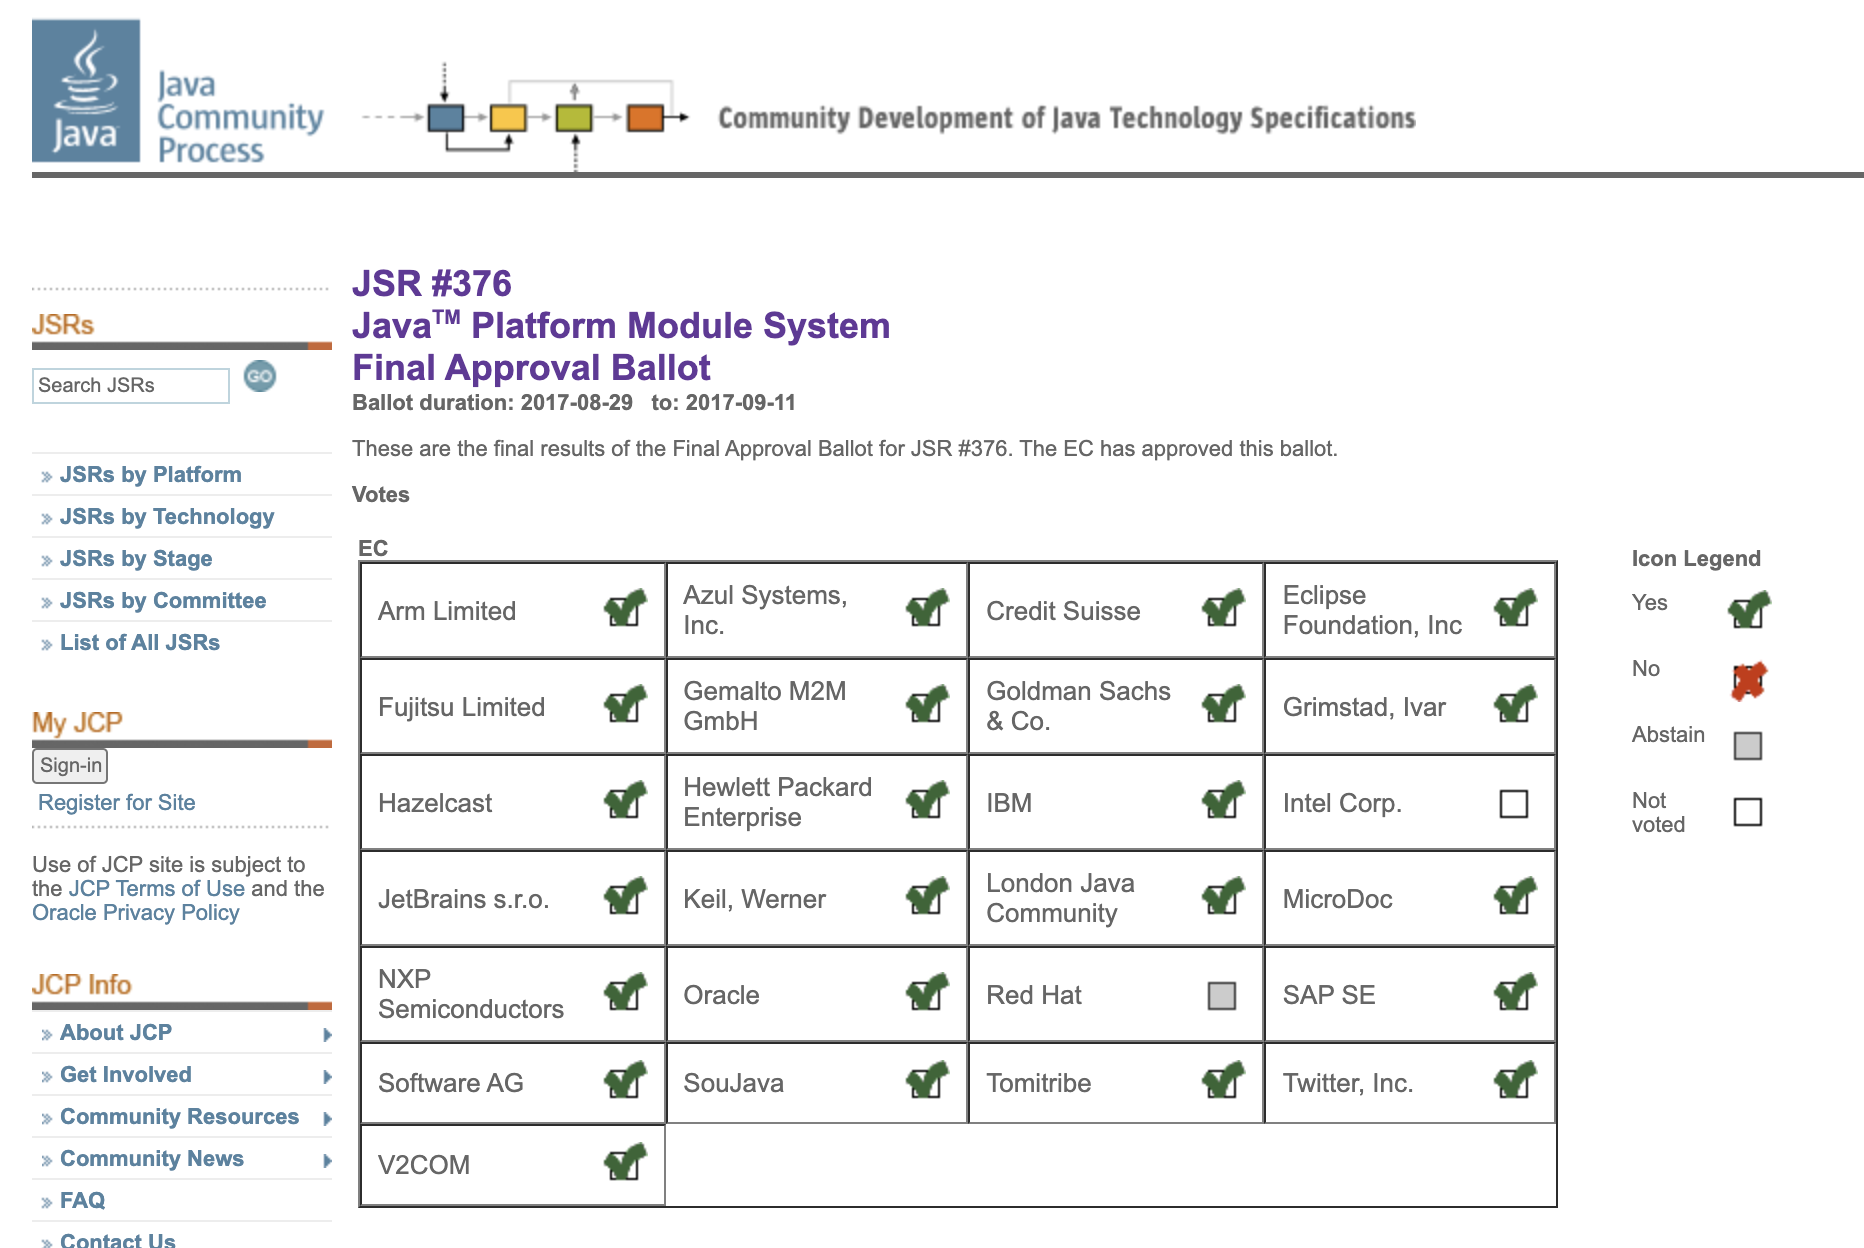 Java
Java
Community
Process
Community Development of Java Technology Specifications
JSRs
Search JSRs
GO
» JSRs by Platform
» JSRs by Technology
» JSRs by Stage
» JSRs by Committee
» List of All JSRs
My JCP
Sign-in
Register for Site
Use of JCP site is subject to
the JCP Terms of Use and the
Oracle Privacy Policy
JCP Info
» About JCP
» Get Involved
» Community Resources
» Community News
» FAQ
» Contact Us
JSR #376
Java™ Platform Module System
Final Approval Ballot
Ballot duration: 2017-08-29 to: 2017-09-11
These are the final results of the Final Approval Ballot for JSR #376. The EC has approved this ballot.
Votes
EC
Arm Limited
Azul Systems,
Inc.
Credit Suisse
Eclipse
Foundation, Inc
Fujitsu Limited
Gemalto M2M
GmbH
Goldman Sachs
& Co.
Grimstad, Ivar
Hazelcast
Hewlett Packard
Enterprise
IBM
Intel Corp.
JetBrains s.r.o.
Keil, Werner
London Java
Community
MicroDoc
NXP
Semiconductors
Oracle
Red Hat
SAP SE
Software AG
SouJava
Tomitribe
Twitter, Inc.
V2COM
Icon Legend
Yes
No
Abstain
Not
voted